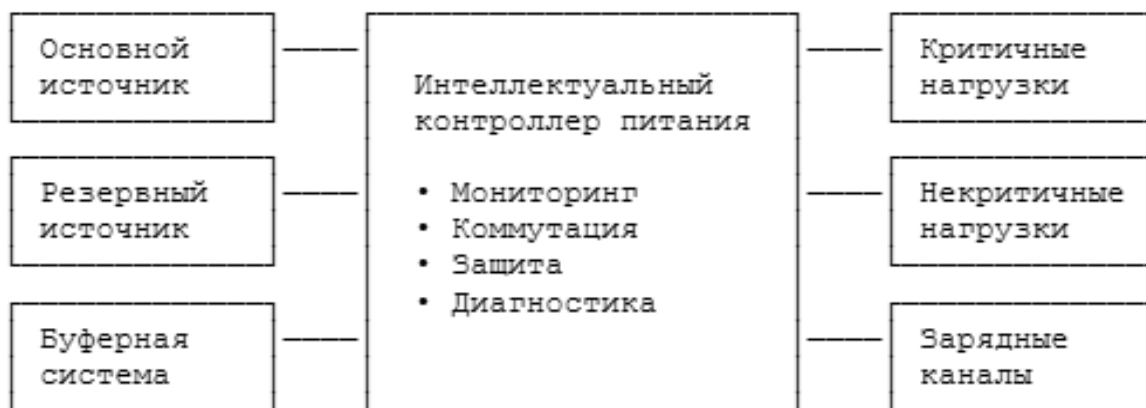 Основной
источник
Резервный
источник
Буферная
система
Интеллектуальный
контроллер питания
• Мониторинг
• Коммутация
• Защита
• Диагностика
Критичные
нагрузки
Некритичные
нагрузки
Зарядные
каналы